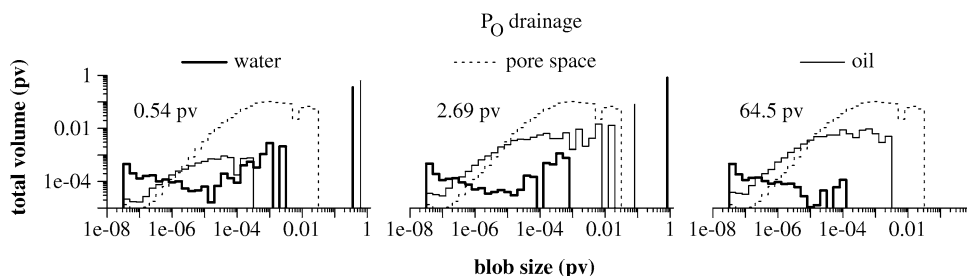 P_O drainage
water pore space oil
total volume (pv)
1 0.01 1e-04
0.54 pv 2.69 pv 64.5 pv
1e-08 1e-06 1e-04 0.01 1 1e-08 1e-06 1e-04 0.01 1 1e-08 1e-06 1e-04 0.01 1
blob size (pv)